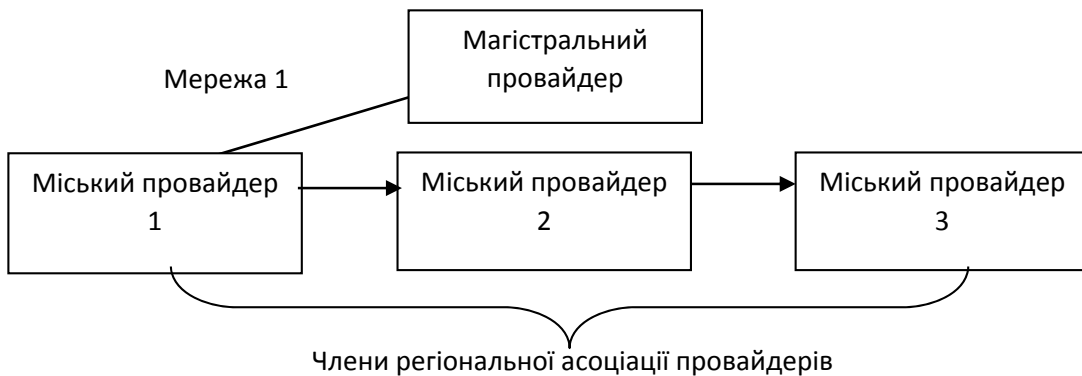 Магістральний
провайдер
Мережа 1
Міський провайдер
1
Міський провайдер
2
Міський провайдер
3
Члени регіональної асоціації провайдерів